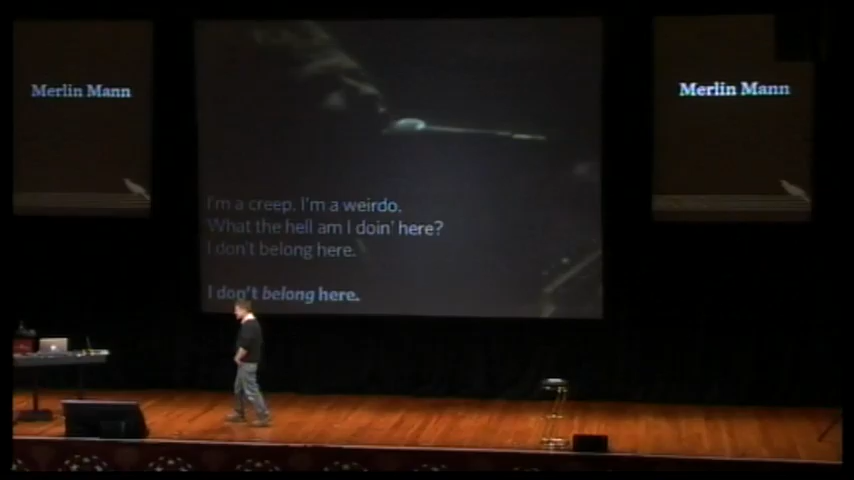 Merlin Mann
I'm a creep. I'm a weirdo.
What the hell am I doin' here?
I don't belong here.
I don't belong here.
Merlin Mann